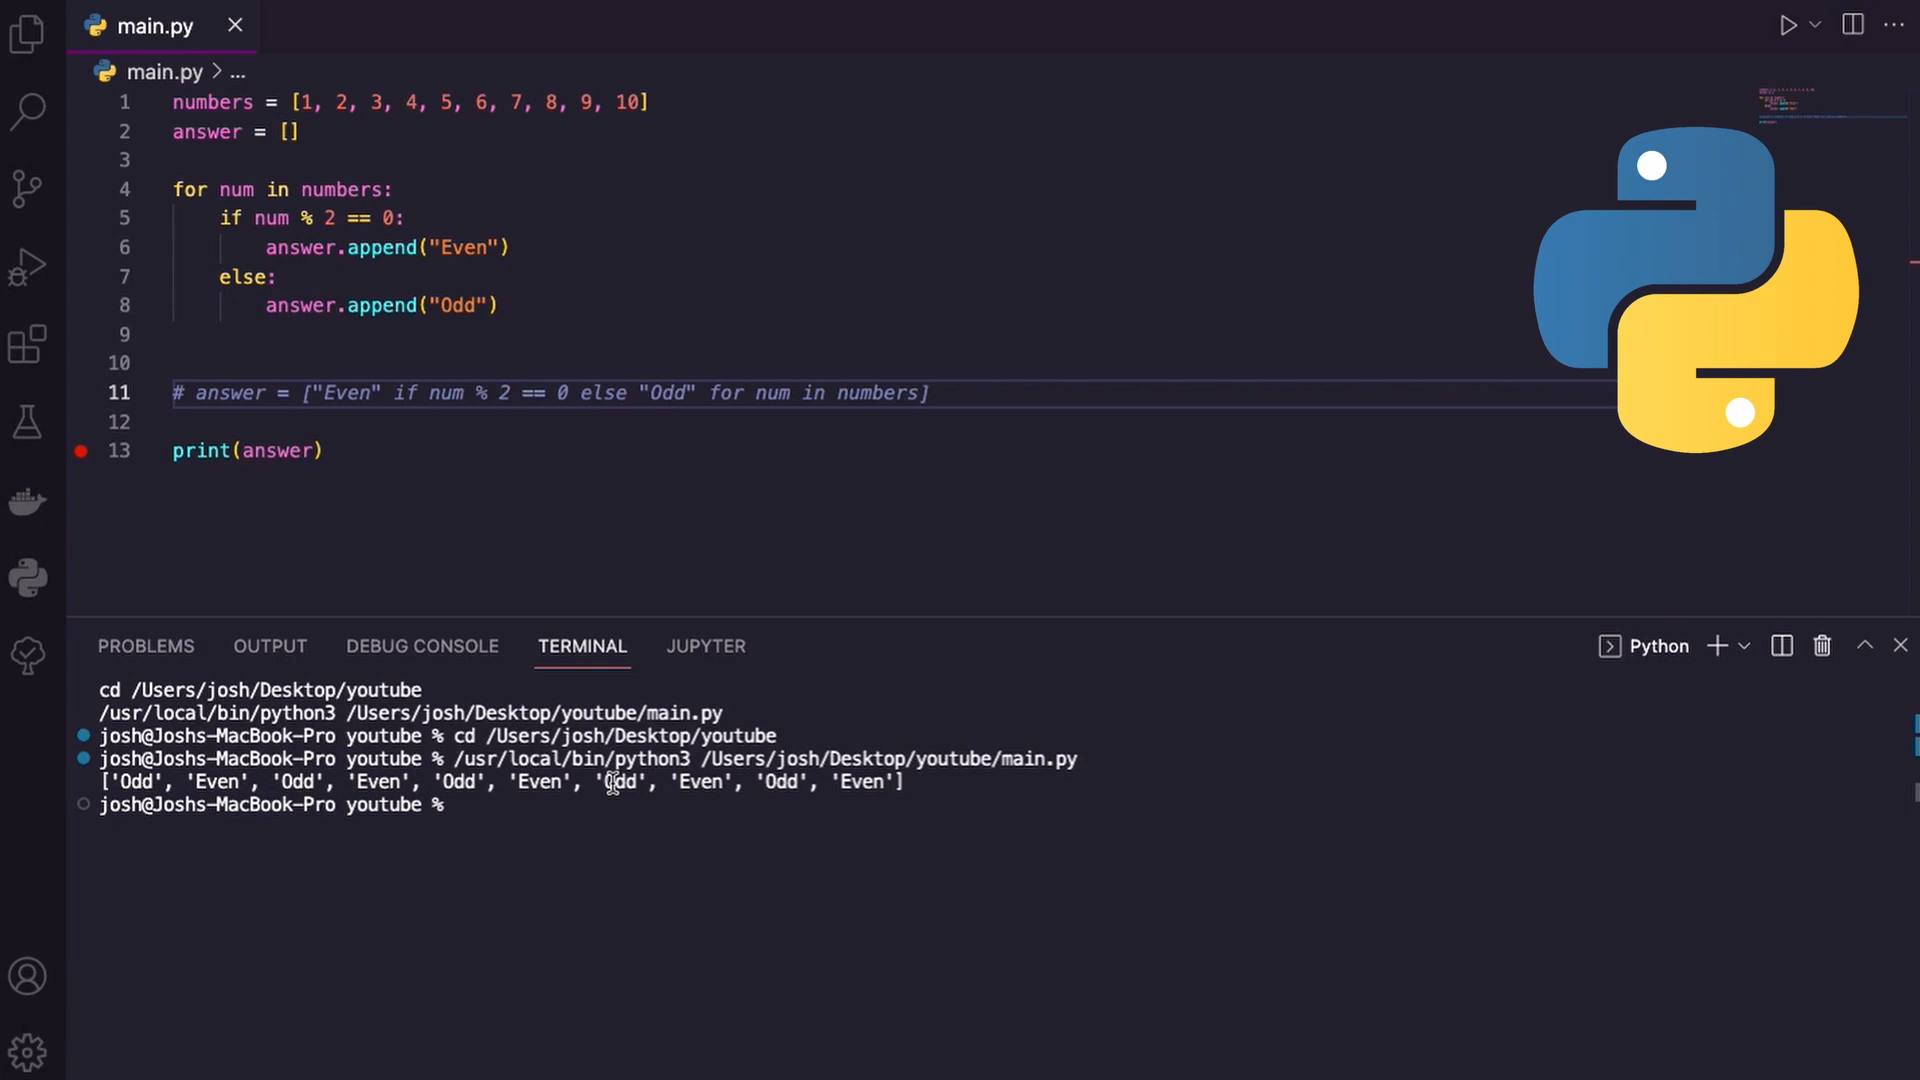 main.py
main.py > ...
1 numbers = [1, 2, 3, 4, 5, 6, 7, 8, 9, 10]
2 answer = []
3
4 for num in numbers:
5 if num % 2 == 0:
6 answer.append("Even")
7 else:
8 answer.append("Odd")
9
10
11 # answer = ["Even" if num % 2 == 0 else "Odd" for num in numbers]
12
13 print(answer)
PROBLEMS OUTPUT DEBUG CONSOLE TERMINAL JUPYTER Python
cd /Users/josh/Desktop/youtube
/usr/local/bin/python3 /Users/josh/Desktop/youtube/main.py
josh@Joshs-MacBook-Pro youtube % cd /Users/josh/Desktop/youtube
josh@Joshs-MacBook-Pro youtube % /usr/local/bin/python3 /Users/josh/Desktop/youtube/main.py
['Odd', 'Even', 'Odd', 'Even', 'Odd', 'Even', 'Odd', 'Even', 'Odd', 'Even']
josh@Joshs-MacBook-Pro youtube %